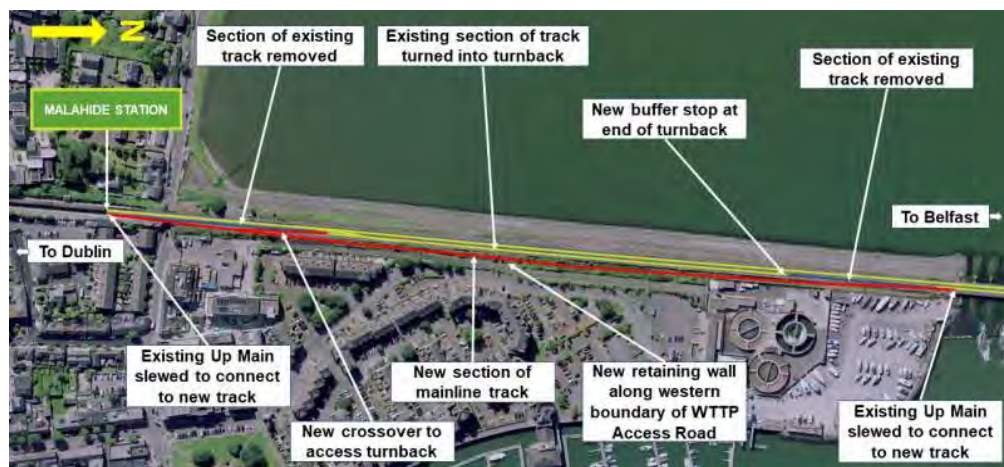 N
Section of existing
track removed
Existing section of track
turned into turnback
Section of existing
track removed
MALAHIDE STATION
New buffer stop at
end of turnback
To Belfast
To Dublin
Existing Up Main
slewed to connect
to new track
New crossover to
access turnback
New section of
mainline track
New retaining wall
along western
boundary of WTTP
Access Road
Existing Up Main
slewed to connect
to new track